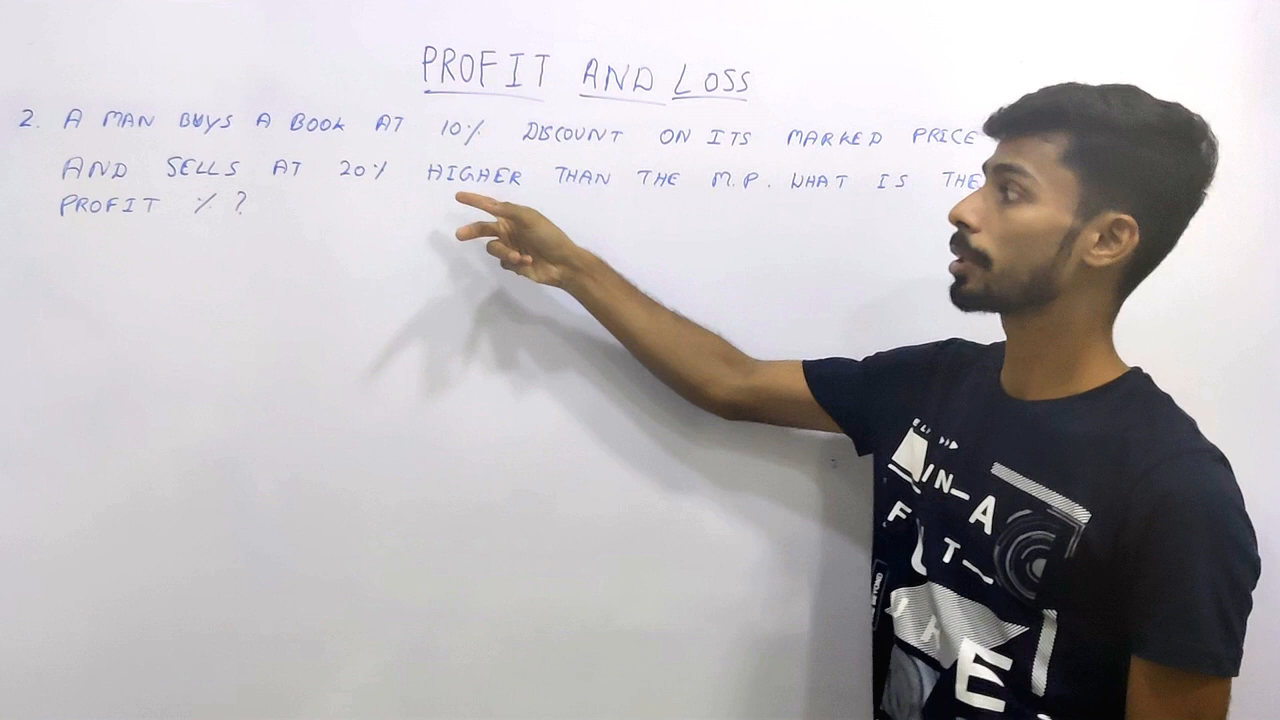 PROFIT AND LOSS
2. A MAN BUYS A BOOK AT 10% DISCOUNT ON ITS MARKED PRICE
AND SELLS AT 20% HIGHER THAN THE M.P. WHAT IS THE
PROFIT % ?
IN-A